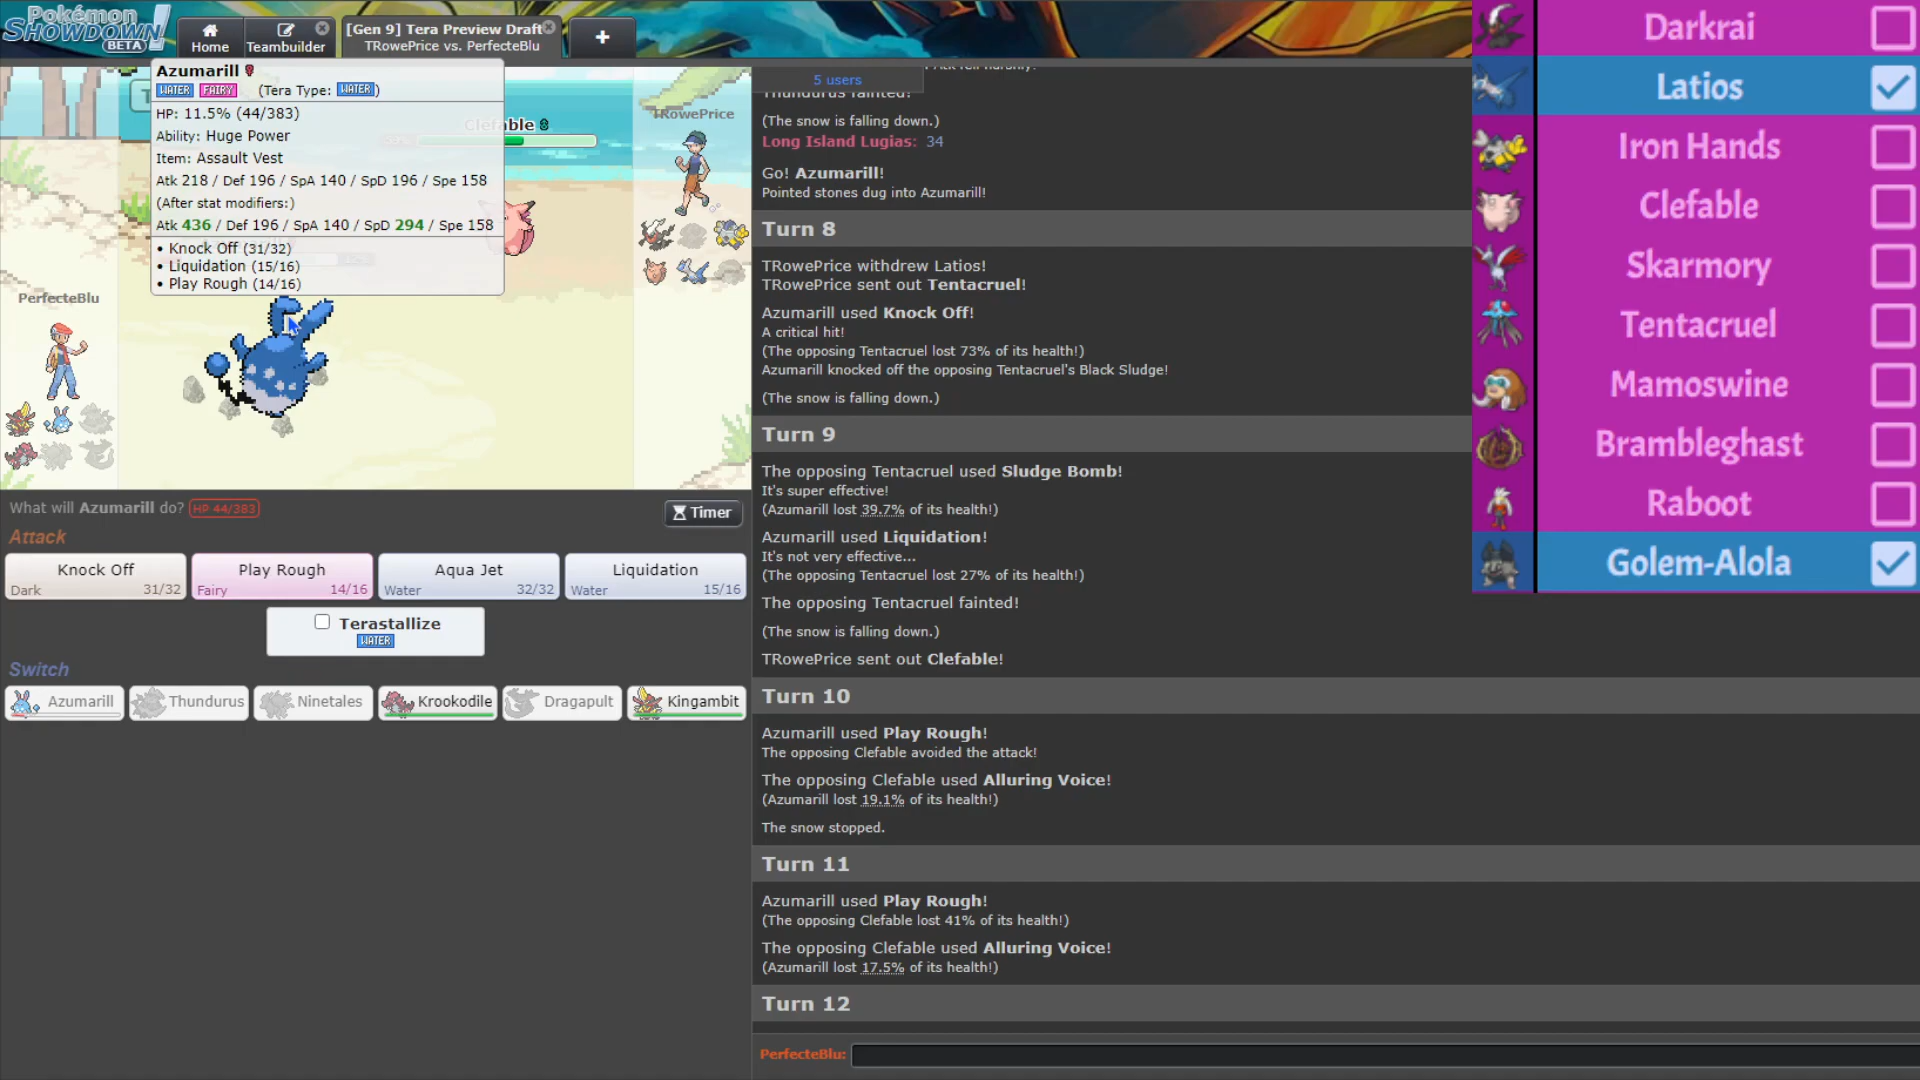 Pokémon
SHOWDOWN!
BETA
Home
Teambuilder
[Gen 9] Tera Preview Draft
TRowePrice vs. PerfecteBlu
+
Azumarill
WATER FAIRY (Tera Type: WATER)
HP: 11.5% (44/383)
Ability: Huge Power
Item: Assault Vest
Atk 218 / Def 196 / SpA 140 / SpD 196 / Spe 158
(After stat modifiers:)
Atk 436 / Def 196 / SpA 140 / SpD 294 / Spe 158
• Knock Off (31/32)
• Liquidation (15/16)
• Play Rough (14/16)
Clefable
TRowePrice
PerfecteBlu
What will Azumarill do? HP 44/383
Timer
Attack
Knock Off
Dark 31/32
Play Rough
Fairy 14/16
Aqua Jet
Water 32/32
Liquidation
Water 15/16
Terastallize
WATER
Switch
Azumarill
Thundurus
Ninetales
Krookodile
Dragapult
Kingambit
5 users
Thundurus fainted!
(The snow is falling down.)
Long Island Lugias: 34
Go! Azumarill!
Pointed stones dug into Azumarill!
Turn 8
TRowePrice withdrew Latios!
TRowePrice sent out Tentacruel!
Azumarill used Knock Off!
A critical hit!
(The opposing Tentacruel lost 73% of its health!)
Azumarill knocked off the opposing Tentacruel's Black Sludge!
(The snow is falling down.)
Turn 9
The opposing Tentacruel used Sludge Bomb!
It's super effective!
(Azumarill lost 39.7% of its health!)
Azumarill used Liquidation!
It's not very effective...
(The opposing Tentacruel lost 27% of its health!)
The opposing Tentacruel fainted!
(The snow is falling down.)
TRowePrice sent out Clefable!
Turn 10
Azumarill used Play Rough!
The opposing Clefable avoided the attack!
The opposing Clefable used Alluring Voice!
(Azumarill lost 19.1% of its health!)
The snow stopped.
Turn 11
Azumarill used Play Rough!
(The opposing Clefable lost 41% of its health!)
The opposing Clefable used Alluring Voice!
(Azumarill lost 17.5% of its health!)
Turn 12
PerfecteBlu:
Darkrai
Latios
Iron Hands
Clefable
Skarmory
Tentacruel
Mamoswine
Brambleghast
Raboot
Golem-Alola